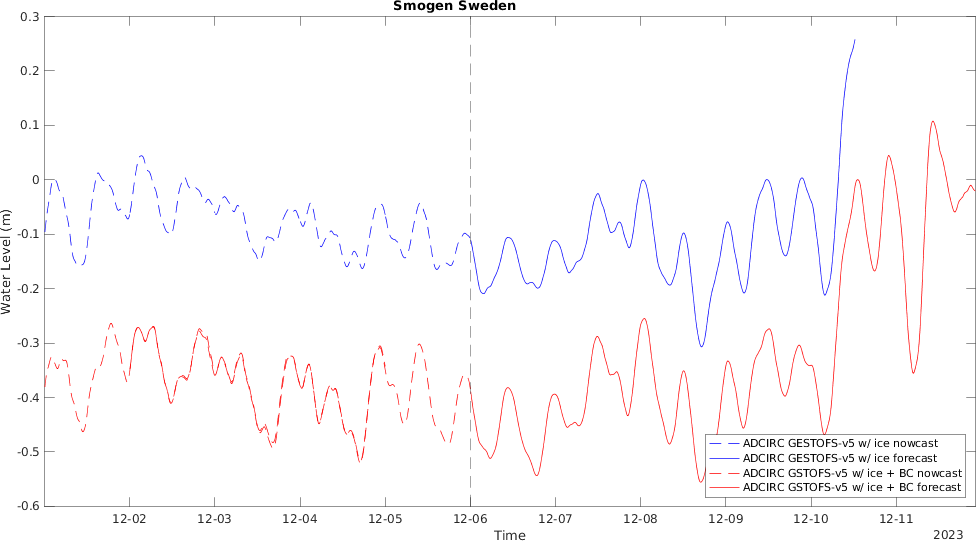 Smogen Sweden
0.3
0.2
0.1
0
-0.1
-0.2
-0.3
-0.4
-0.5
-0.6
Water Level (m)
ADCIRC GESTOFS-v5 w/ ice nowcast
ADCIRC GESTOFS-v5 w/ ice forecast
ADCIRC GSTOFS-v5 w/ ice + BC nowcast
ADCIRC GSTOFS-v5 w/ ice + BC forecast
12-02 12-03 12-04 12-05 12-06 12-07 12-08 12-09 12-10 12-11
Time
2023